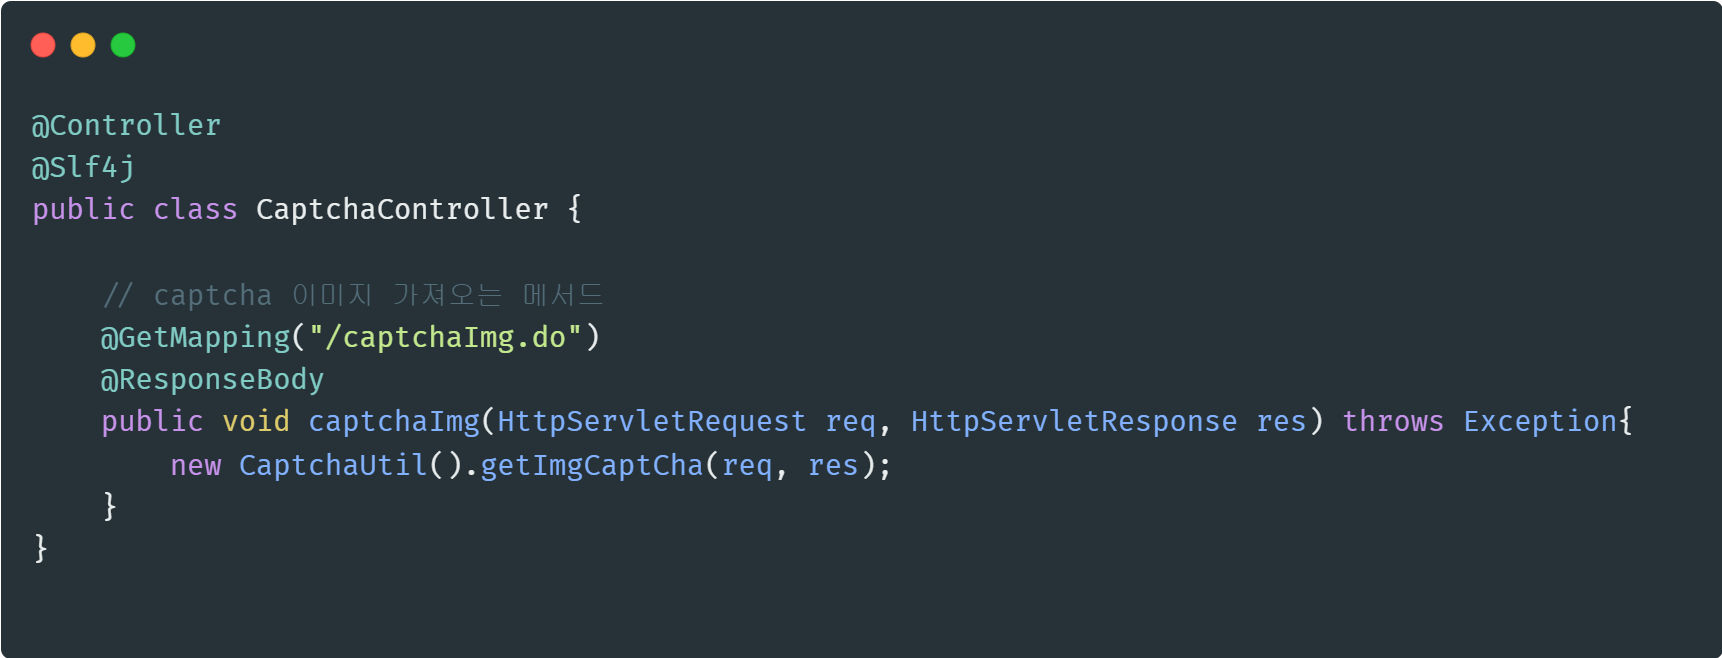 @Controller
@Slf4j
public class CaptchaController {
// captcha 이미지 가져오는 메서드
@GetMapping("/captchaImg.do")
@ResponseBody
public void captchaImg(HttpServletRequest req, HttpServletResponse res) throws Exception{
new CaptchaUtil().getImgCaptCha(req, res);
}
}